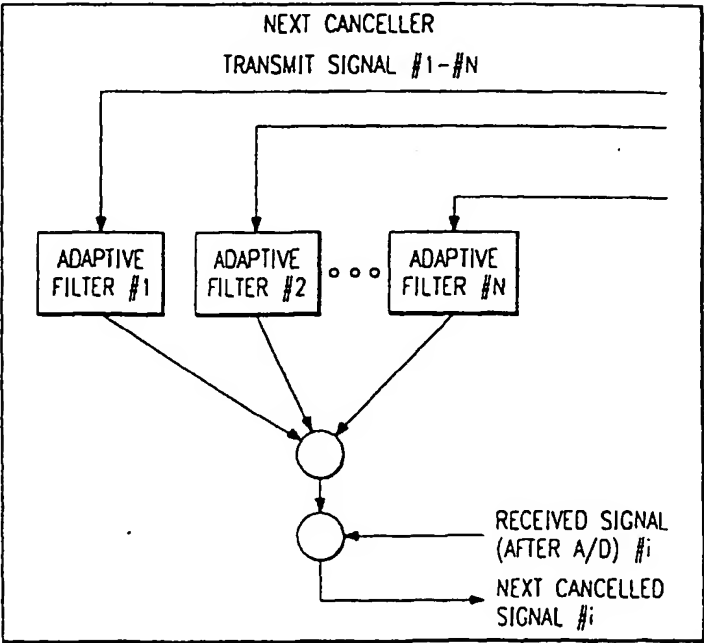 NEXT CANCELLER
TRANSMIT SIGNAL #1-#N
ADAPTIVE
FILTER #1
ADAPTIVE
FILTER #2
ADAPTIVE
FILTER #N
RECEIVED SIGNAL
(AFTER A/D) #i
NEXT CANCELLED
SIGNAL #i